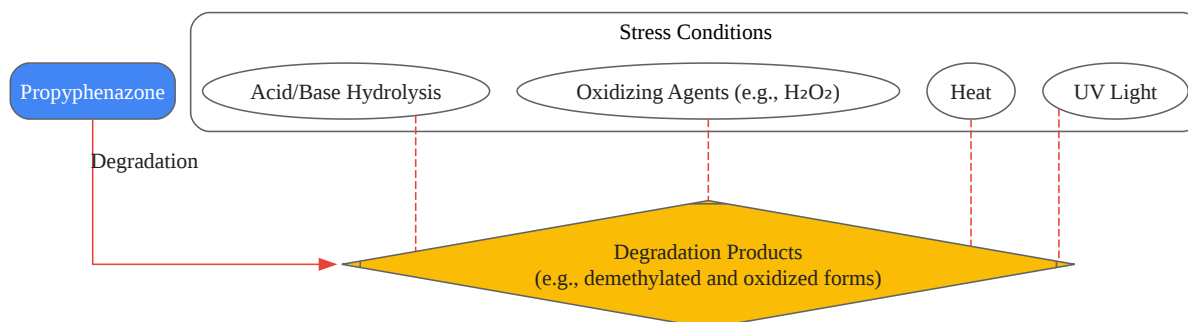 Stress Conditions
Propyphenazone
Acid/Base Hydrolysis
Oxidizing Agents (e.g., H₂O₂)
Heat
UV Light
Degradation
Degradation Products
(e.g., demethylated and oxidized forms)